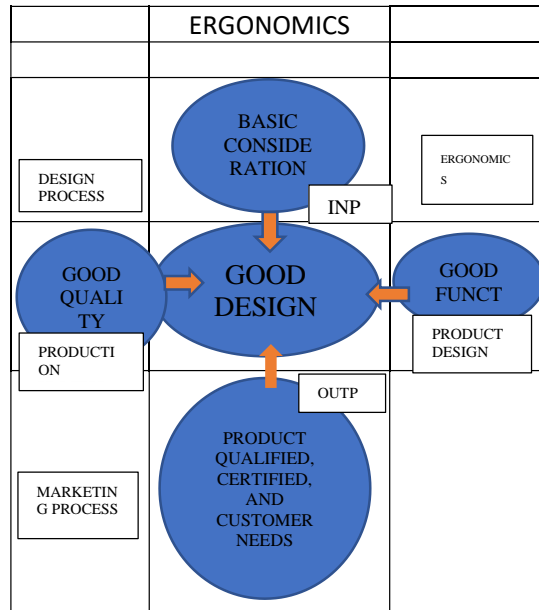 ERGONOMICS
BASIC
CONSIDE
RATION
ERGONOMIC
S
DESIGN
PROCESS
INP
GOOD
QUALI
TY
GOOD
DESIGN
GOOD
FUNCT
PRODUCTI
ON
PRODUCT
DESIGN
OUTP
PRODUCT
QUALIFIED,
CERTIFIED,
AND
CUSTOMER
NEEDS
MARKETIN
G PROCESS